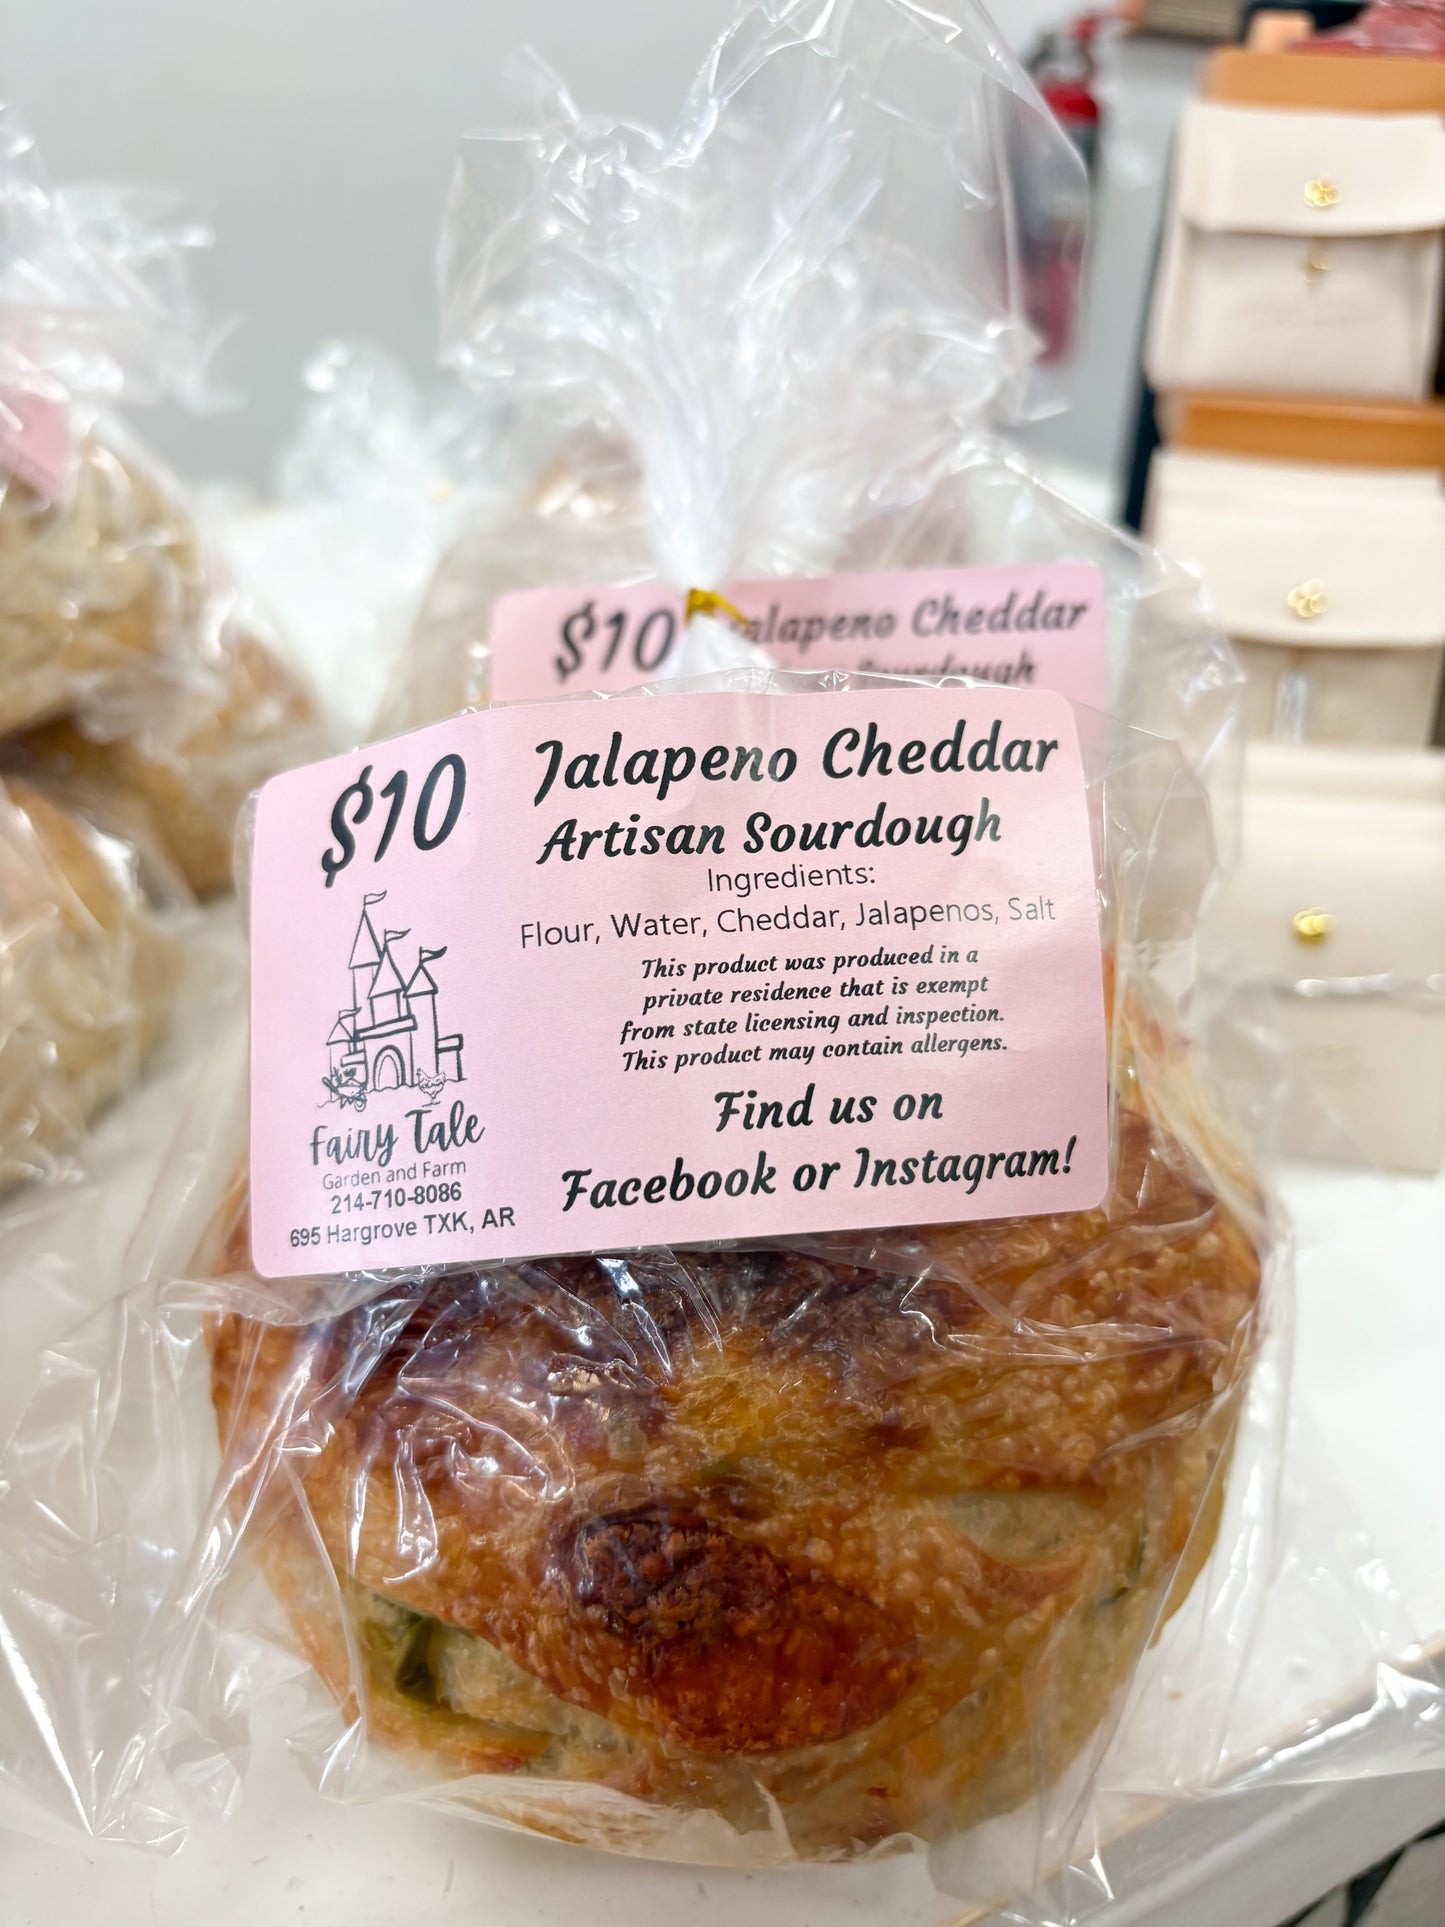 $10
Cheddar
Sourdough
$10
Jalapeno Cheddar
Artisan Sourdough
Ingredients:
Flour, Water, Cheddar, Jalapenos, Salt
This product was produced in a
private residence that is exempt
from state licensing and inspection.
This product may contain allergens.
Find us on
Facebook or Instagram!
Fairy Tale
Garden and Farm
214-710-8086
695 Hargrove TXK, AR